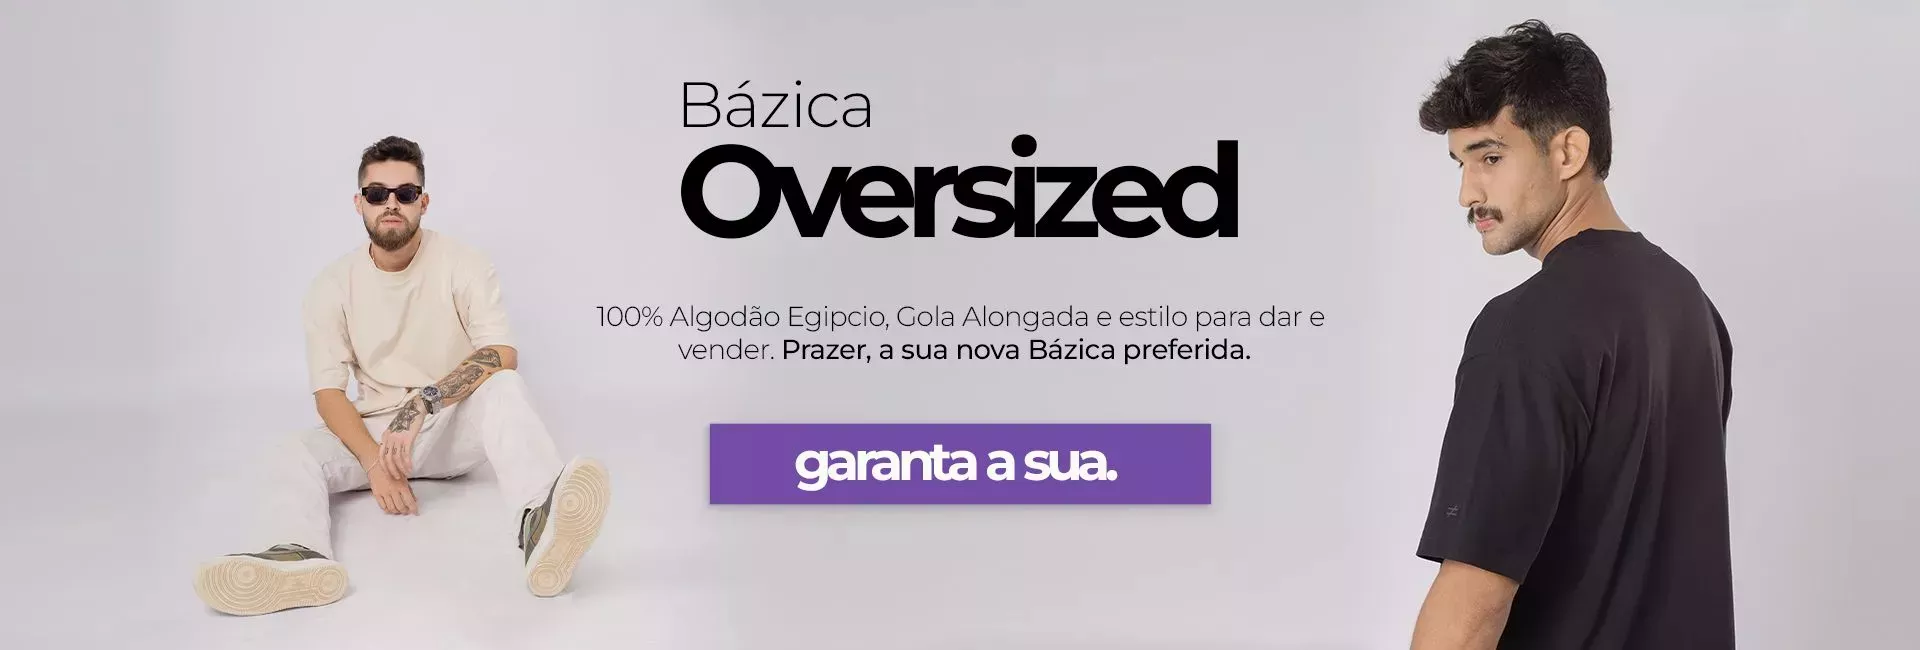 Bázica
Oversized
100% Algodão Egipcio, Gola Alongada e estilo para dar e
vender. Prazer, a sua nova Bázica preferida.
garanta a sua.